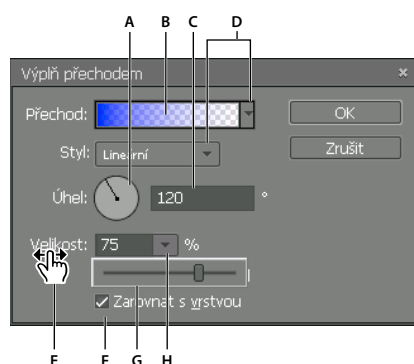 A B C D
Výplň přechodem
Přechod:
OK
Styl: Lineární
Zrušit
Úhel: 120 °
Velikost: 75 %
Zarovnat s vrstvou
E F G H